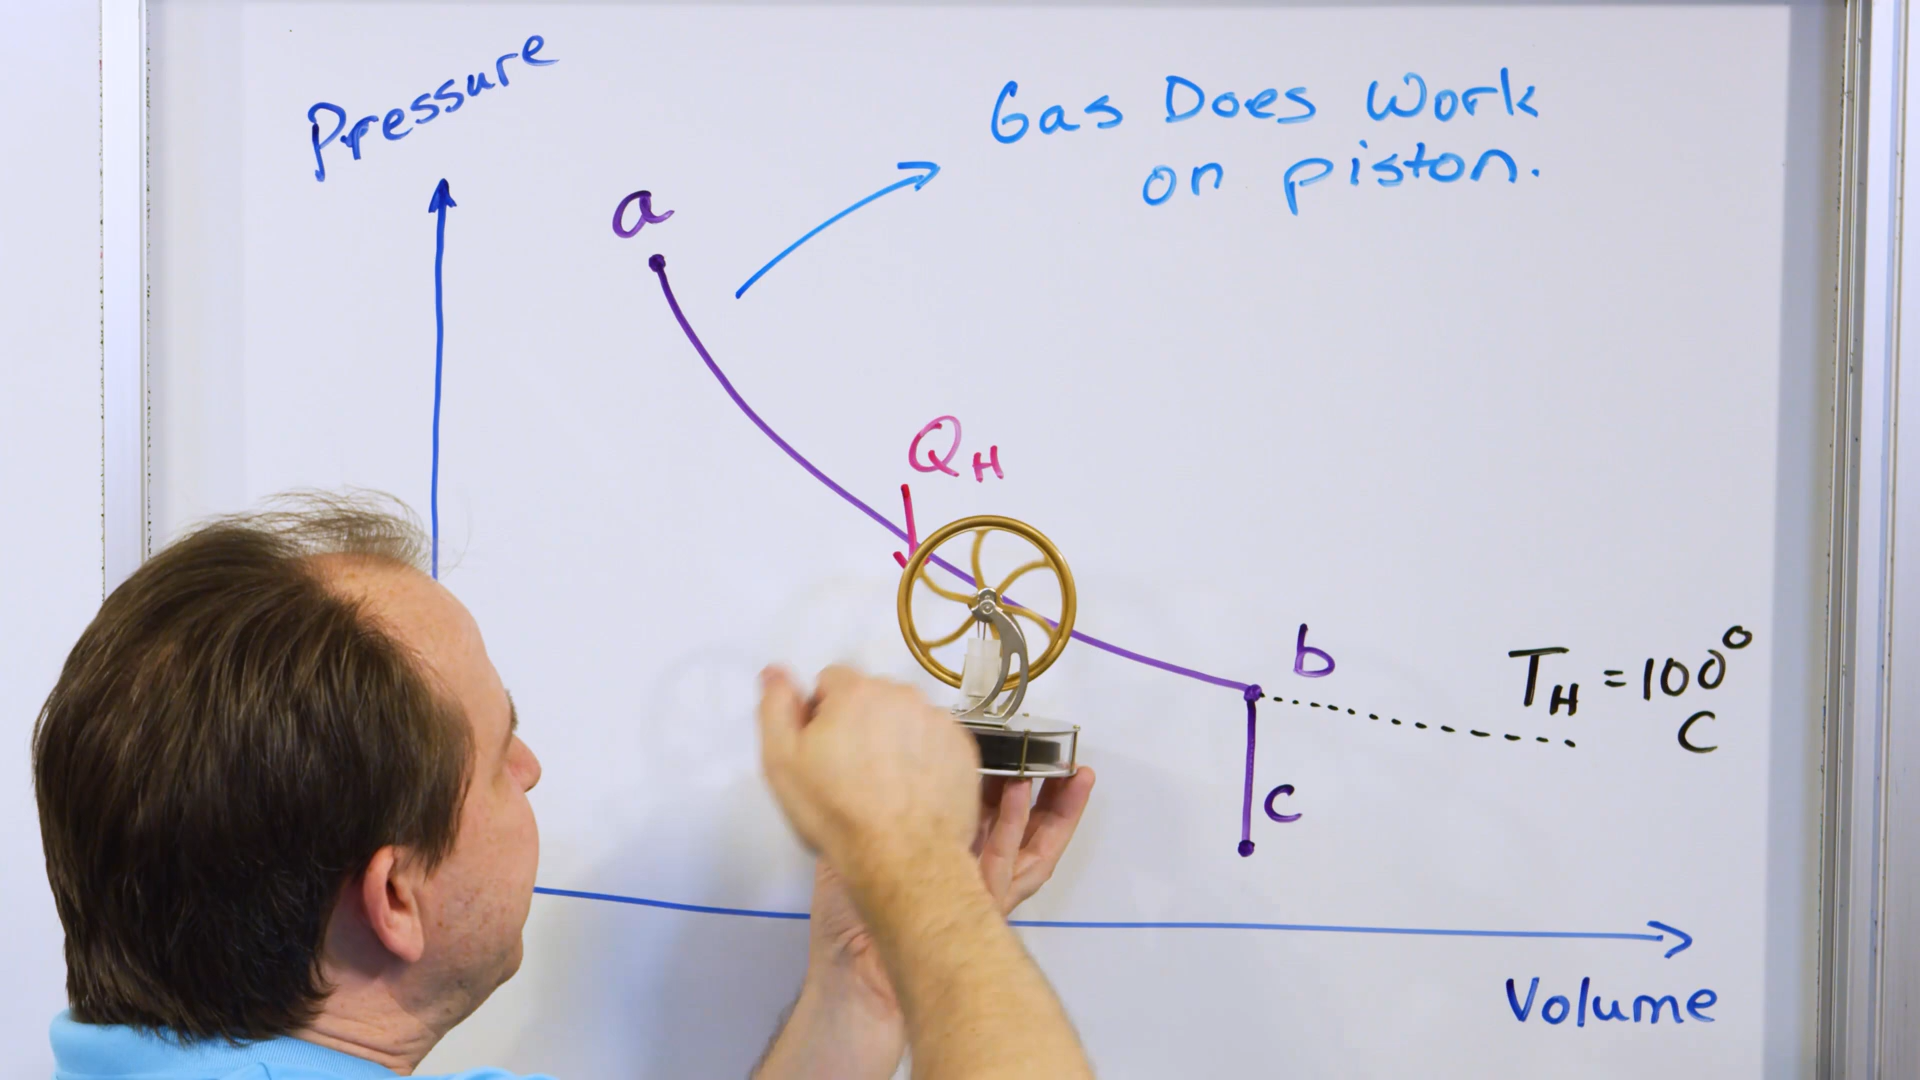 Pressure
Gas Does Work
on piston.
a
Q_H
b
T_H = 100°
C
c
Volume